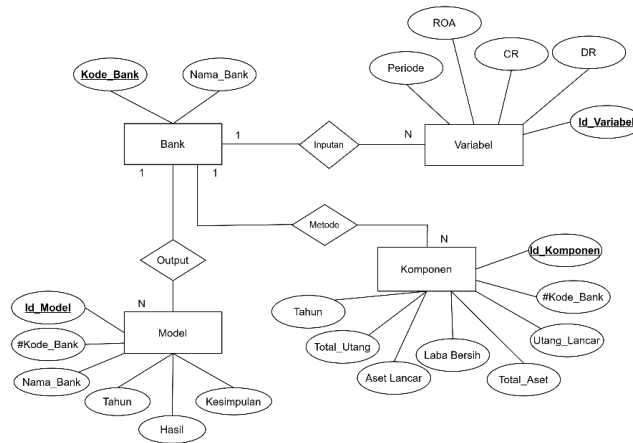 ROA
CR
DR
Periode
Kode_Bank
Nama_Bank
Id_Variabel
Bank
1
Inputan
N
Variabel
1
1
Metode
N
Output
Komponen
Id_Komponen
#Kode_Bank
Utang_Lancar
Total_Aset
Laba Bersih
Aset Lancar
Total_Utang
Tahun
N
Model
Id_Model
#Kode_Bank
Nama_Bank
Tahun
Hasil
Kesimpulan